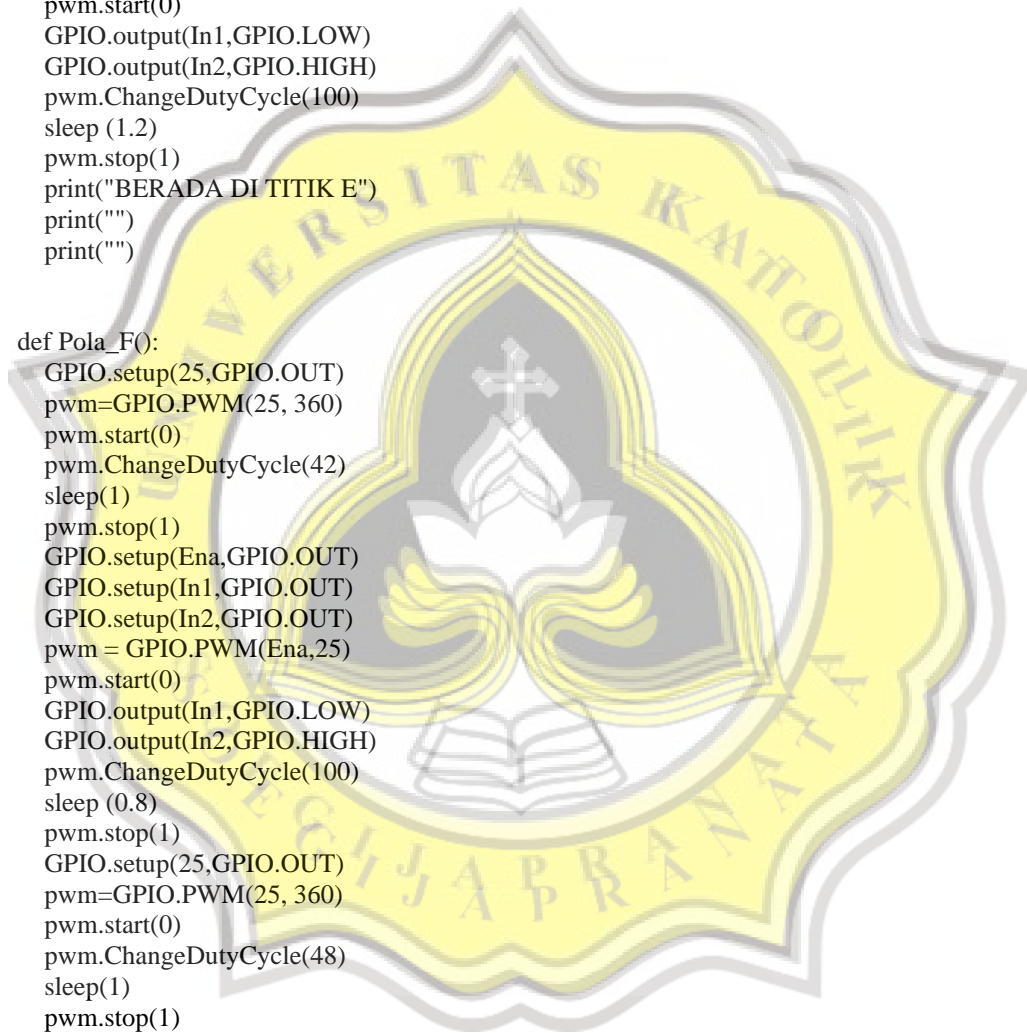 pwm.start(0)
GPIO.output(In1,GPIO.LOW)
GPIO.output(In2,GPIO.HIGH)
pwm.ChangeDutyCycle(100)
sleep (1.2)
pwm.stop(1)
print("BERADA DI TITIK E")
print("")
print("")
def Pola_F():
GPIO.setup(25,GPIO.OUT)
pwm=GPIO.PWM(25, 360)
pwm.start(0)
pwm.ChangeDutyCycle(42)
sleep(1)
pwm.stop(1)
GPIO.setup(Ena,GPIO.OUT)
GPIO.setup(In1,GPIO.OUT)
GPIO.setup(In2,GPIO.OUT)
pwm = GPIO.PWM(Ena,25)
pwm.start(0)
GPIO.output(In1,GPIO.LOW)
GPIO.output(In2,GPIO.HIGH)
pwm.ChangeDutyCycle(100)
sleep (0.8)
pwm.stop(1)
GPIO.setup(25,GPIO.OUT)
pwm=GPIO.PWM(25, 360)
pwm.start(0)
pwm.ChangeDutyCycle(48)
sleep(1)
pwm.stop(1)
UNIVERSITAS KATOLIK
SOEGIJAPRANATA